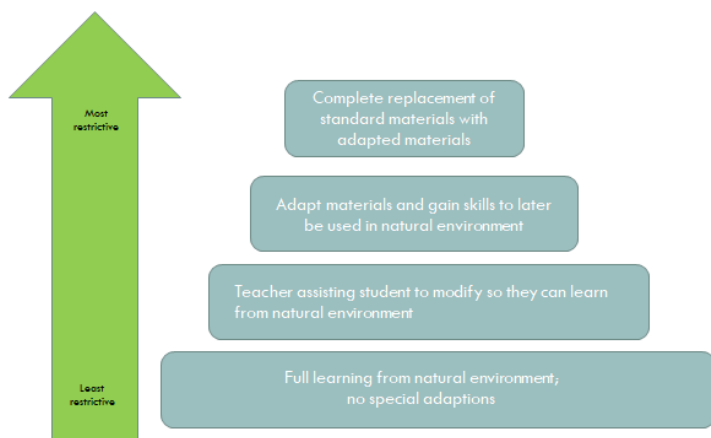 Most
restrictive
Complete replacement of
standard materials with
adapted materials
Adapt materials and gain skills to later
be used in natural environment
Teacher assisting student to modify so they can learn
from natural environment
Full learning from natural environment;
no special adaptions
Least
restrictive